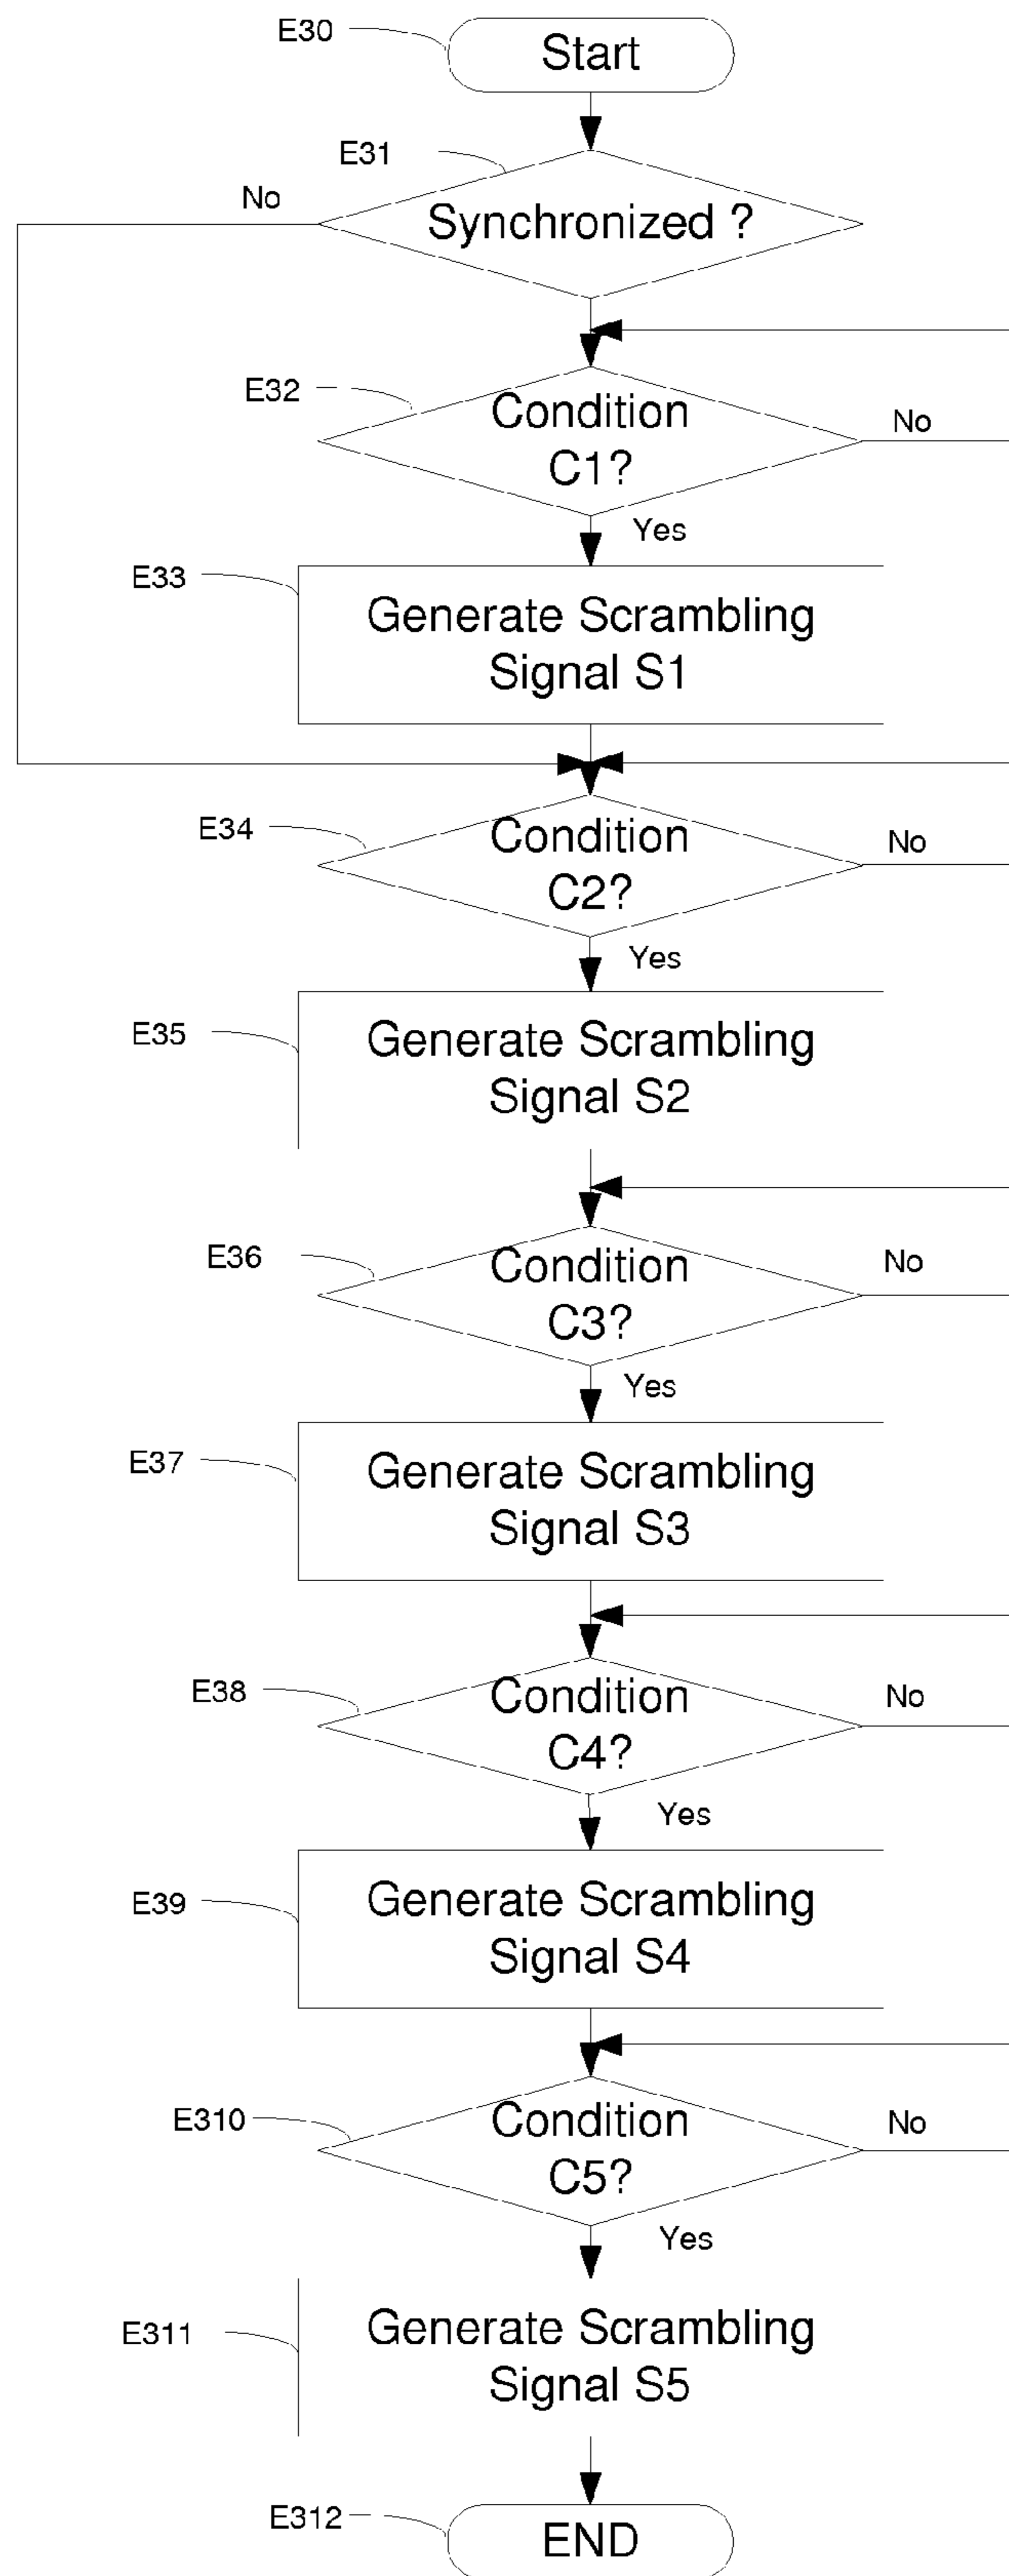 E30
Start
E31
No
Synchronized ?
E32
Condition
C1?
No
Yes
E33
Generate Scrambling
Signal S1
E34
Condition
C2?
No
Yes
E35
Generate Scrambling
Signal S2
E36
Condition
C3?
No
Yes
E37
Generate Scrambling
Signal S3
E38
Condition
C4?
No
Yes
E39
Generate Scrambling
Signal S4
E310
Condition
C5?
No
Yes
E311
Generate Scrambling
Signal S5
E312
END